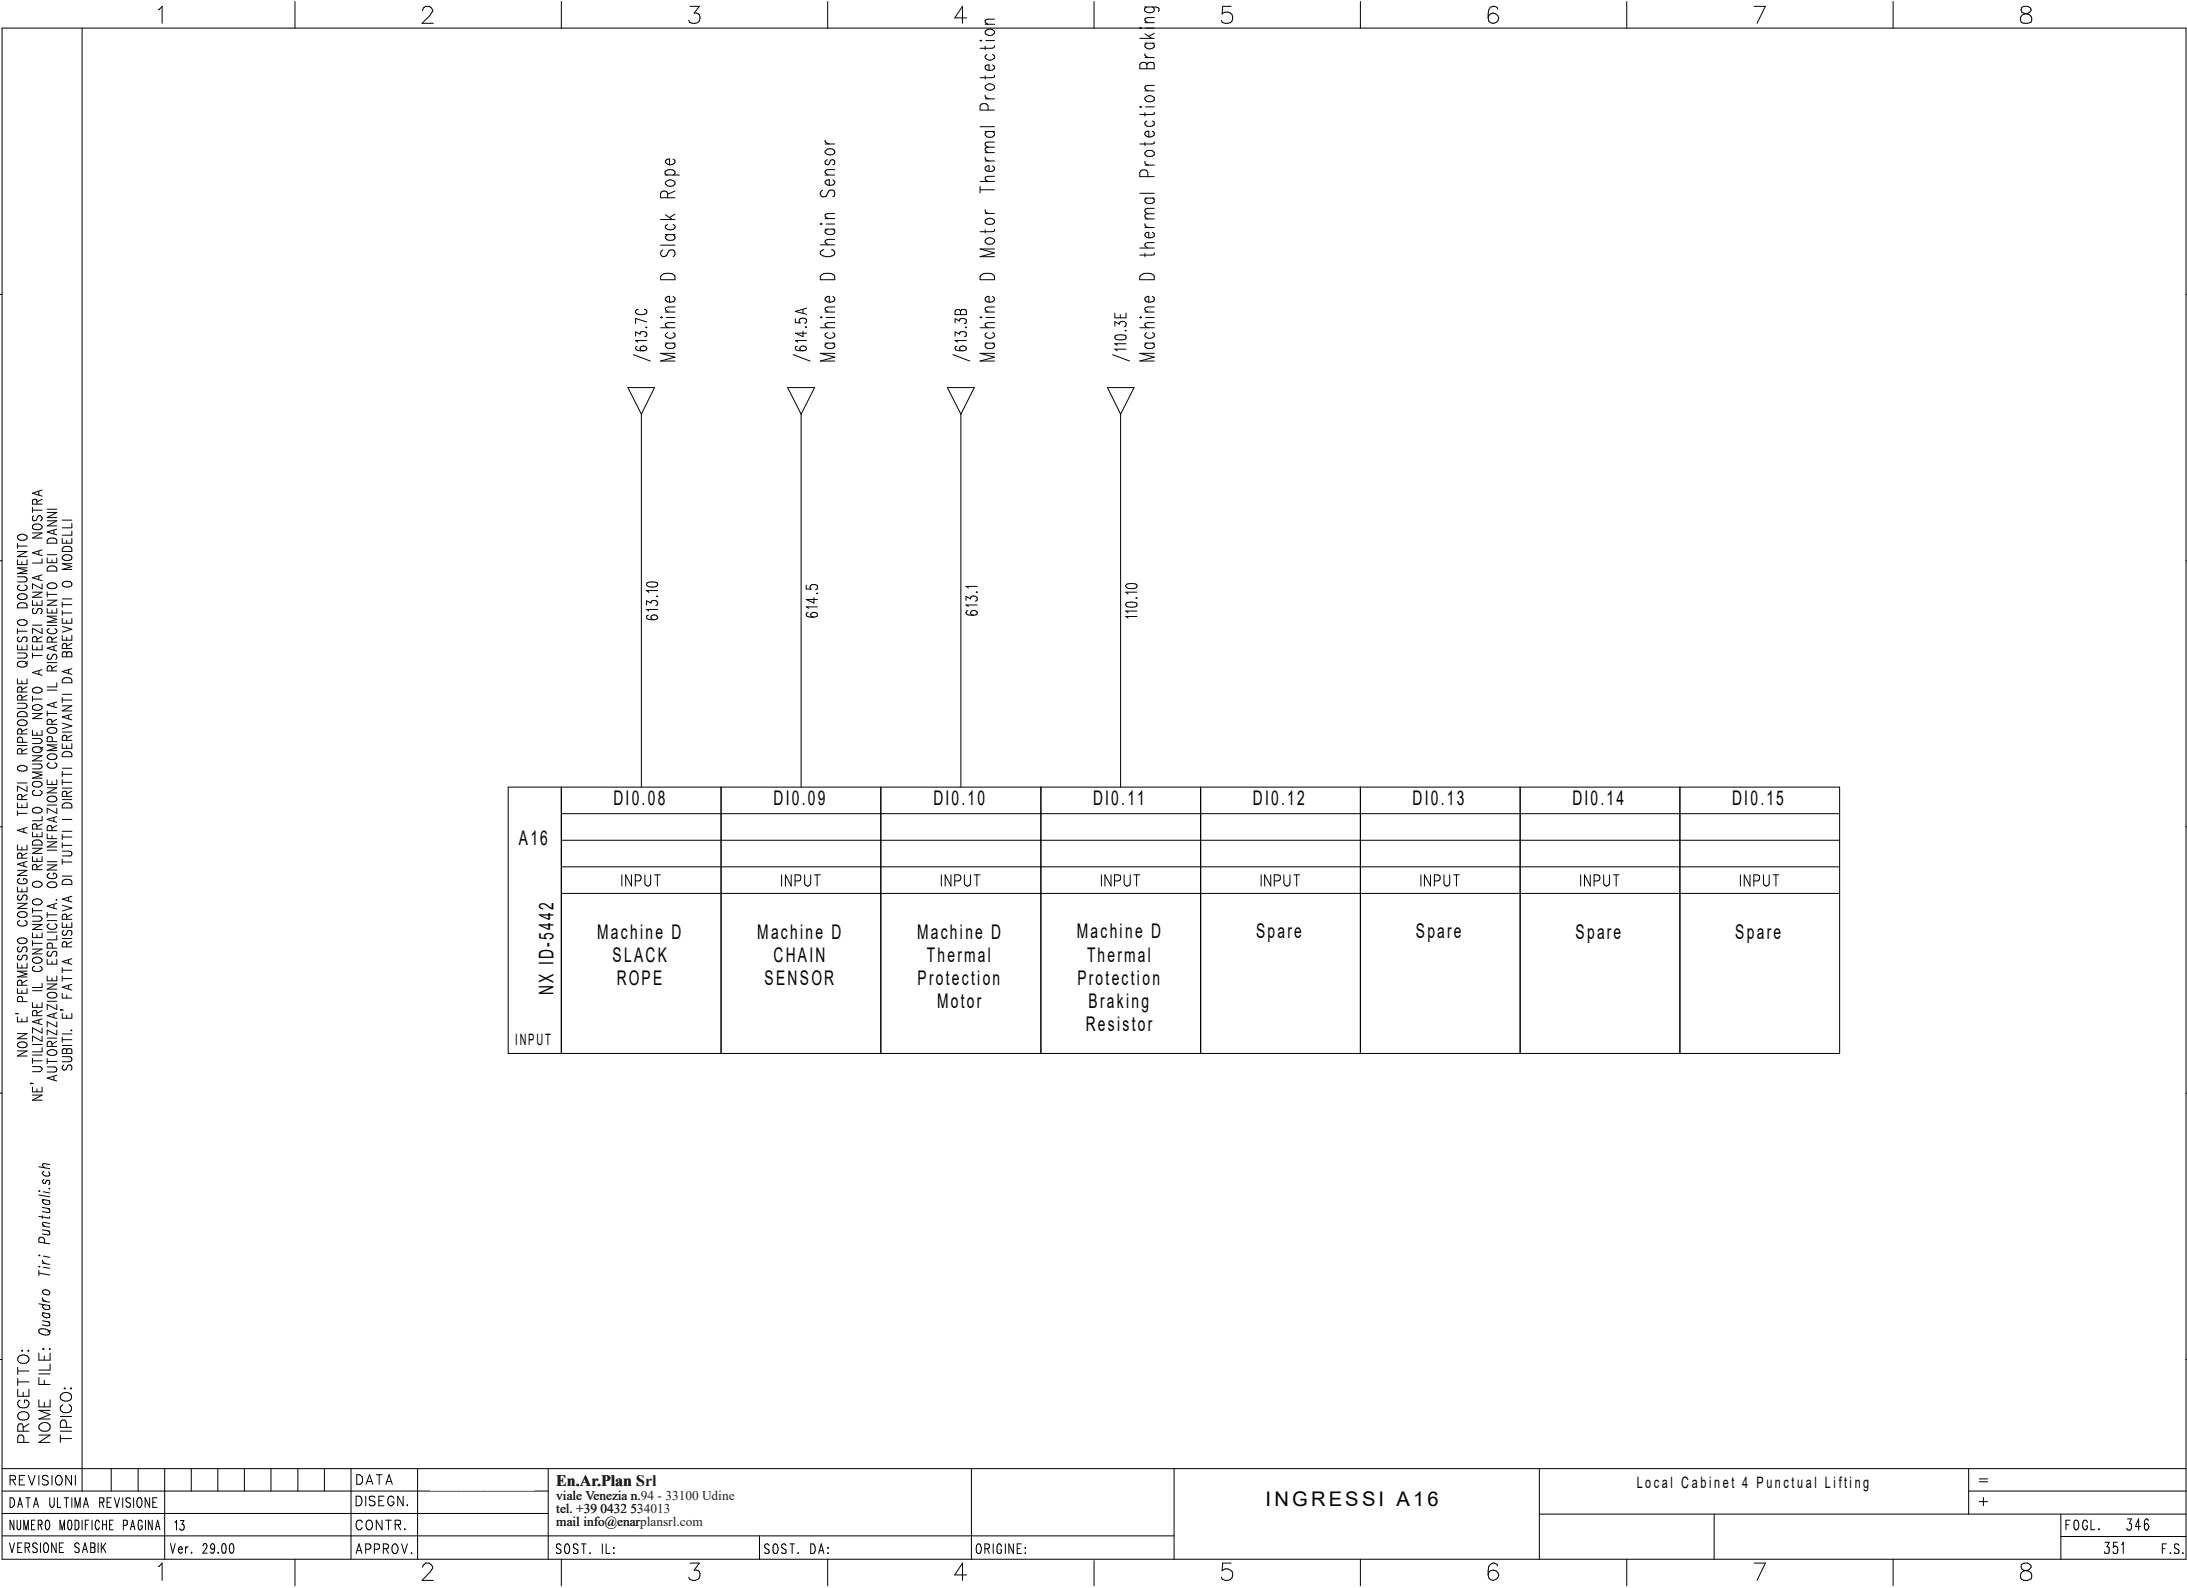 1 2 3 4 5 6 7 8
/613.7C
Machine D Slack Rope
/614.5A
Machine D Chain Sensor
/613.3B
Machine D Motor Thermal Protection
/110.3E
Machine D thermal Protection Braking
613.10
614.5
613.1
110.10
A16
NX ID-5442
INPUT
DI0.08 DI0.09 DI0.10 DI0.11 DI0.12 DI0.13 DI0.14 DI0.15
INPUT INPUT INPUT INPUT INPUT INPUT INPUT INPUT
Machine D
SLACK
ROPE
Machine D
CHAIN
SENSOR
Machine D
Thermal
Protection
Motor
Machine D
Thermal
Protection
Braking
Resistor
Spare
Spare
Spare
Spare
NON E' PERMESSO CONSEGNARE A TERZI O RIPRODURRE QUESTO DOCUMENTO
NE' UTILIZZARE IL CONTENUTO O RENDERLO COMUNQUE NOTO A TERZI SENZA LA NOSTRA
AUTORIZZAZIONE ESPLICITA. OGNI INFRAZIONE COMPORTA IL RISARCIMENTO DEI DANNI
SUBITI. E' FATTA RISERVA DI TUTTI I DIRITTI DERIVANTI DA BREVETTI O MODELLI
PROGETTO:
NOME FILE: Quadro Tiri Puntuali.sch
TIPICO:
REVISIONI
DATA ULTIMA REVISIONE
NUMERO MODIFICHE PAGINA 13
VERSIONE SABIK Ver. 29.00
DATA
DISEGN.
CONTR.
APPROV.
En.Ar.Plan Srl
viale Venezia n.94 - 33100 Udine
tel. +39 0432 534013
mail info@enarplansrl.com
SOST. IL: SOST. DA: ORIGINE:
INGRESSI A16
Local Cabinet 4 Punctual Lifting
=
+
FOGL. 346
351 F.S.
1 2 3 4 5 6 7 8